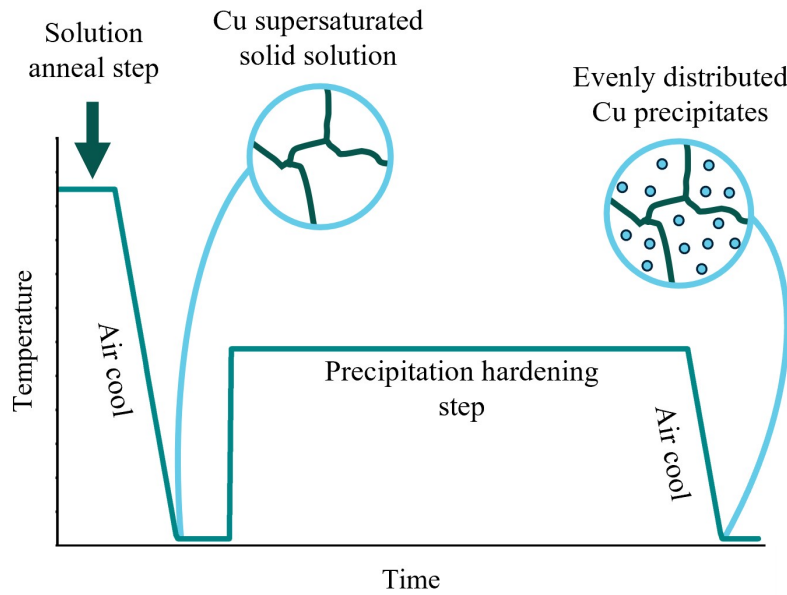 Solution
anneal step
Cu supersaturated
solid solution
Evenly distributed
Cu precipitates
Temperature
Air cool
Precipitation hardening
step
Air cool
Time